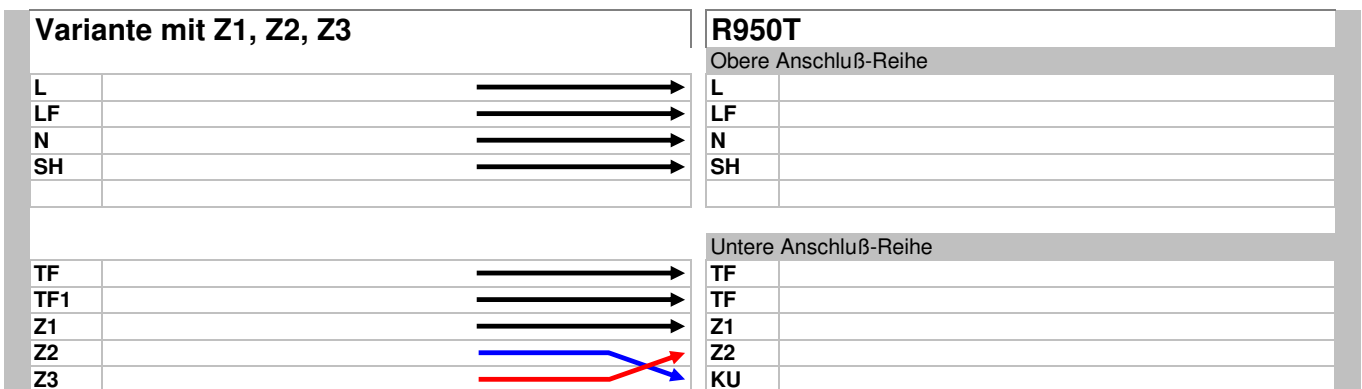 Variante mit Z1, Z2, Z3 R950T
Obere Anschluß-Reihe
L L
LF LF
N N
SH SH
Untere Anschluß-Reihe
TF TF
TF1 TF
Z1 Z1
Z2 Z2
Z3 KU